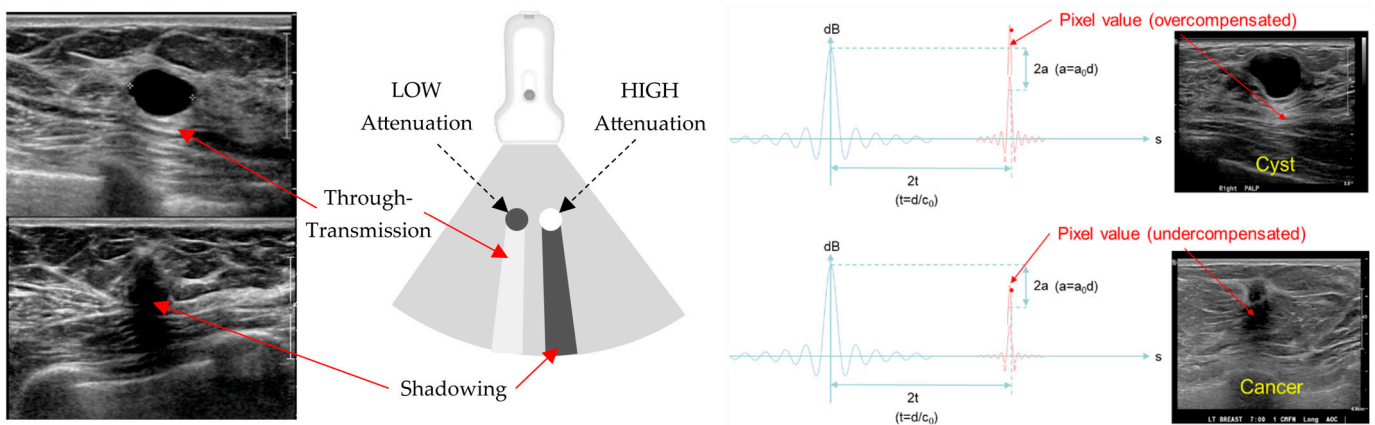 LOW
Attenuation
HIGH
Attenuation
Through-
Transmission
Shadowing
dB
Pixel value (overcompensated)
2a (a=a₀d)
s
2t
(t=d/c₀)
Cyst
Right PALP
dB
Pixel value (undercompensated)
2a (a=a₀d)
s
2t
(t=d/c₀)
Cancer
LT BREAST 7:00 1 CMFN Long AOC